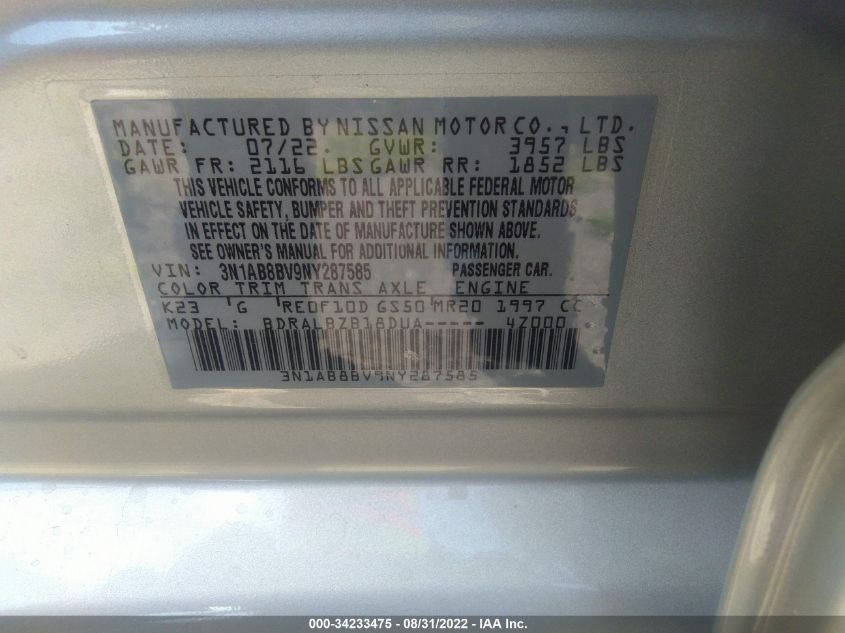 MANUFACTURED BY NISSAN MOTOR CO., LTD.
DATE: 07/22. GVWR: 3957 LBS
GAWR FR: 2116 LBS GAWR RR: 1852 LBS
THIS VEHICLE CONFORMS TO ALL APPLICABLE FEDERAL MOTOR
VEHICLE SAFETY, BUMPER AND THEFT PREVENTION STANDARDS
IN EFFECT ON THE DATE OF MANUFACTURE SHOWN ABOVE.
SEE OWNER'S MANUAL FOR ADDITIONAL INFORMATION.
VIN: 3N1AB8BV9NY287585 PASSENGER CAR.
COLOR TRIM TRANS AXLE ENGINE
K23 G RE0F10D GS50 MR20 1997 CC
MODEL: BDRALBZB18DUA----- 4Z000
3N1AB8BV9NY287585
000-34233475 - 08/31/2022 - IAA Inc.